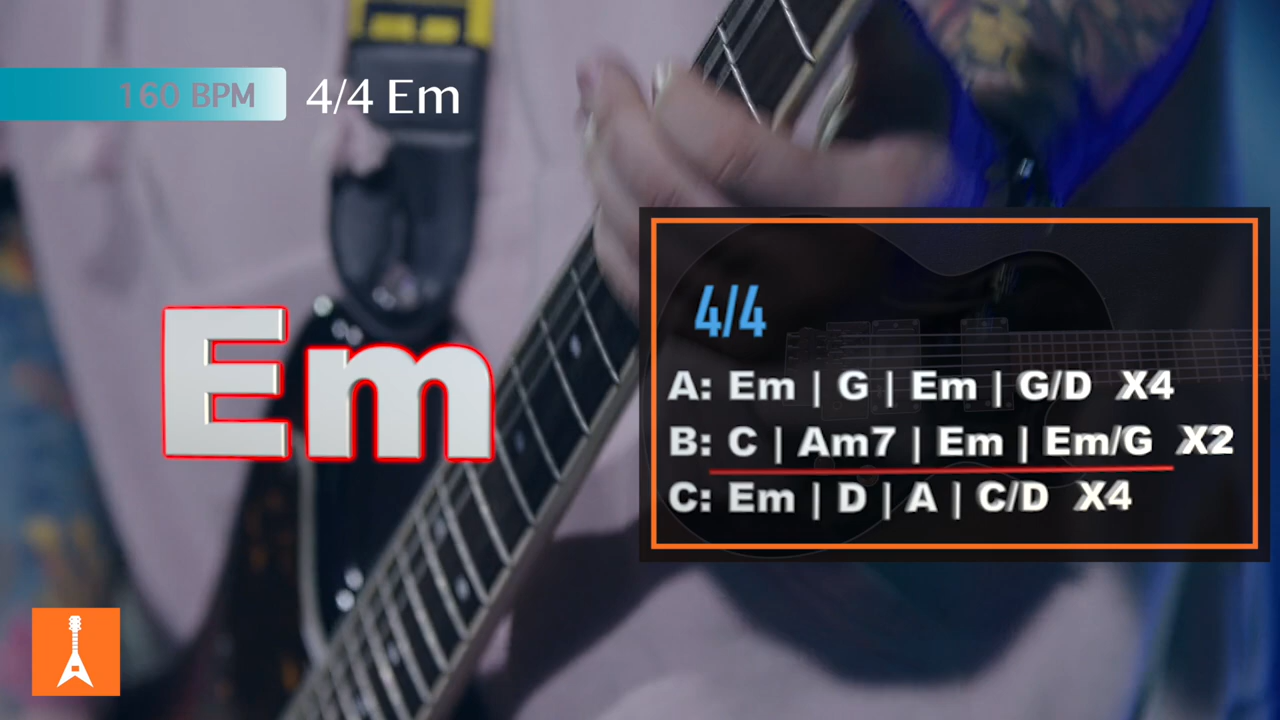 160 BPM 4/4 Em
Em
4/4
A: Em | G | Em | G/D X4
B: C | Am7 | Em | Em/G X2
C: Em | D | A | C/D X4